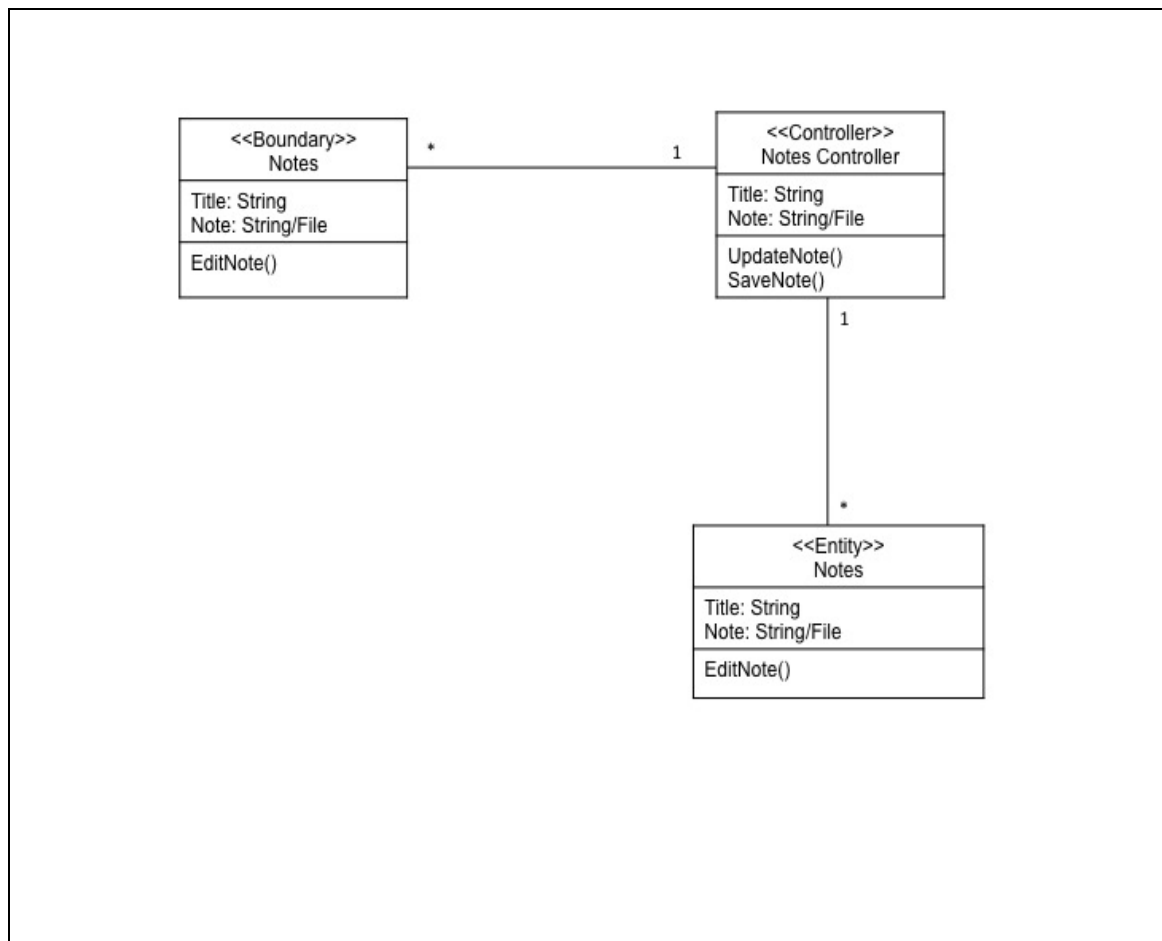 <<Boundary>>
Notes
Title: String
Note: String/File
EditNote()
*
1
<<Controller>>
Notes Controller
Title: String
Note: String/File
UpdateNote()
SaveNote()
1
*
<<Entity>>
Notes
Title: String
Note: String/File
EditNote()